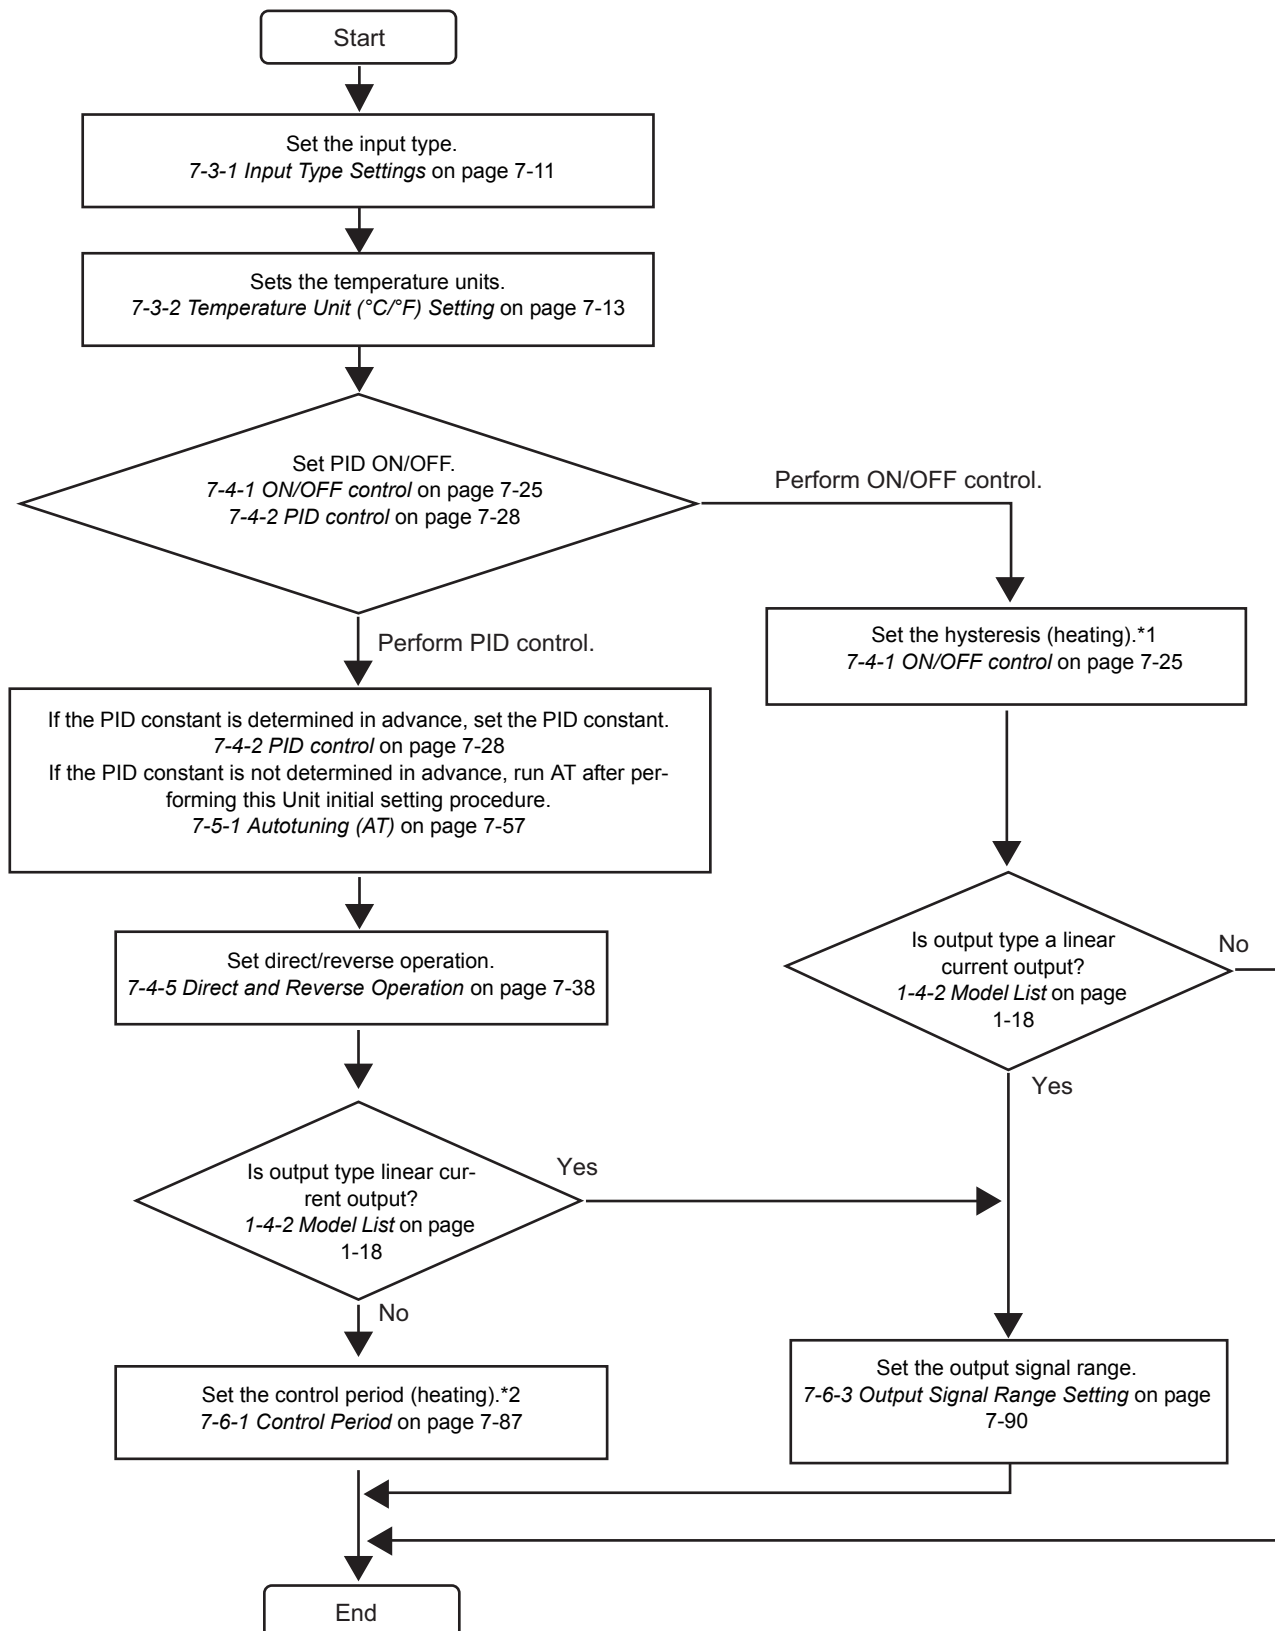 Start
Set the input type.
7-3-1 Input Type Settings on page 7-11
Sets the temperature units.
7-3-2 Temperature Unit (°C/°F) Setting on page 7-13
Set PID ON/OFF.
7-4-1 ON/OFF control on page 7-25
7-4-2 PID control on page 7-28
Perform ON/OFF control.
Perform PID control.
Set the hysteresis (heating).*1
7-4-1 ON/OFF control on page 7-25
If the PID constant is determined in advance, set the PID constant.
7-4-2 PID control on page 7-28
If the PID constant is not determined in advance, run AT after per-
forming this Unit initial setting procedure.
7-5-1 Autotuning (AT) on page 7-57
Set direct/reverse operation.
7-4-5 Direct and Reverse Operation on page 7-38
Is output type a linear
current output?
1-4-2 Model List on page
1-18
No
Yes
Is output type linear cur-
rent output?
1-4-2 Model List on page
1-18
Yes
No
Set the control period (heating).*2
7-6-1 Control Period on page 7-87
Set the output signal range.
7-6-3 Output Signal Range Setting on page
7-90
End